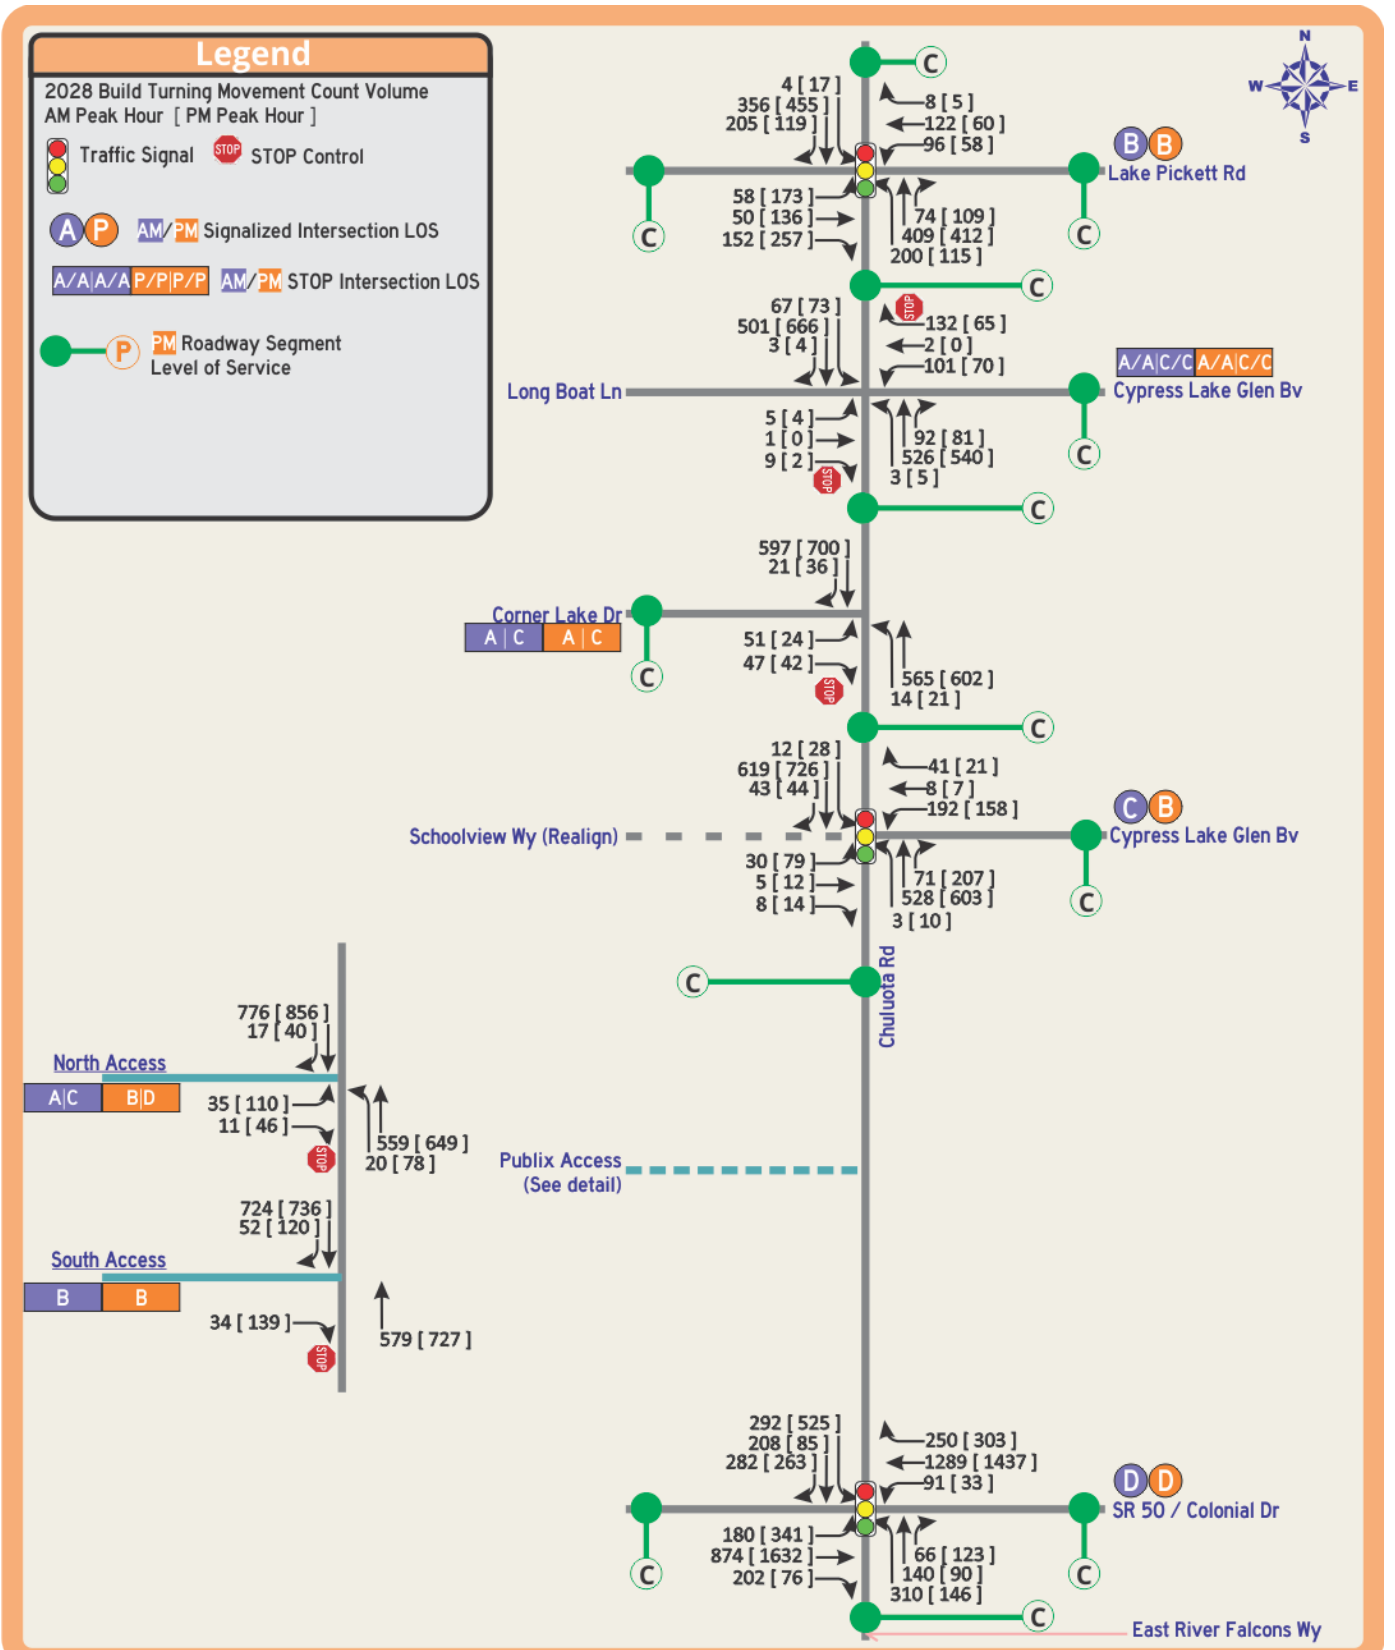 Legend
2028 Build Turning Movement Count Volume
AM Peak Hour [ PM Peak Hour ]
Traffic Signal
STOP
STOP Control
A P
AM/PM Signalized Intersection LOS
A/A|A/A P/P|P/P
AM/PM STOP Intersection LOS
P
PM Roadway Segment
Level of Service
N
W E
S
C
4 [ 17 ]
356 [ 455 ]
205 [ 119 ]
8 [ 5 ]
122 [ 60 ]
96 [ 58 ]
B B
Lake Pickett Rd
58 [ 173 ]
50 [ 136 ]
152 [ 257 ]
74 [ 109 ]
409 [ 412 ]
200 [ 115 ]
C
C
C
67 [ 73 ]
501 [ 666 ]
3 [ 4 ]
STOP
132 [ 65 ]
2 [ 0 ]
101 [ 70 ]
A/A|C/C A/A|C/C
Long Boat Ln
Cypress Lake Glen Bv
5 [ 4 ]
1 [ 0 ]
9 [ 2 ]
STOP
92 [ 81 ]
526 [ 540 ]
3 [ 5 ]
C
C
597 [ 700 ]
21 [ 36 ]
Corner Lake Dr
A | C A | C
51 [ 24 ]
47 [ 42 ]
STOP
565 [ 602 ]
14 [ 21 ]
C
C
12 [ 28 ]
619 [ 726 ]
43 [ 44 ]
41 [ 21 ]
8 [ 7 ]
192 [ 158 ]
C B
Schoolview Wy (Realign)
Cypress Lake Glen Bv
30 [ 79 ]
5 [ 12 ]
8 [ 14 ]
71 [ 207 ]
528 [ 603 ]
3 [ 10 ]
C
C
Chuluota Rd
776 [ 856 ]
17 [ 40 ]
North Access
A|C B|D
35 [ 110 ]
11 [ 46 ]
STOP
559 [ 649 ]
20 [ 78 ]
Publix Access
(See detail)
724 [ 736 ]
52 [ 120 ]
South Access
B B
34 [ 139 ]
STOP
579 [ 727 ]
292 [ 525 ]
208 [ 85 ]
282 [ 263 ]
250 [ 303 ]
1289 [ 1437 ]
91 [ 33 ]
D D
SR 50 / Colonial Dr
180 [ 341 ]
874 [ 1632 ]
202 [ 76 ]
66 [ 123 ]
140 [ 90 ]
310 [ 146 ]
C
C
C
East River Falcons Wy